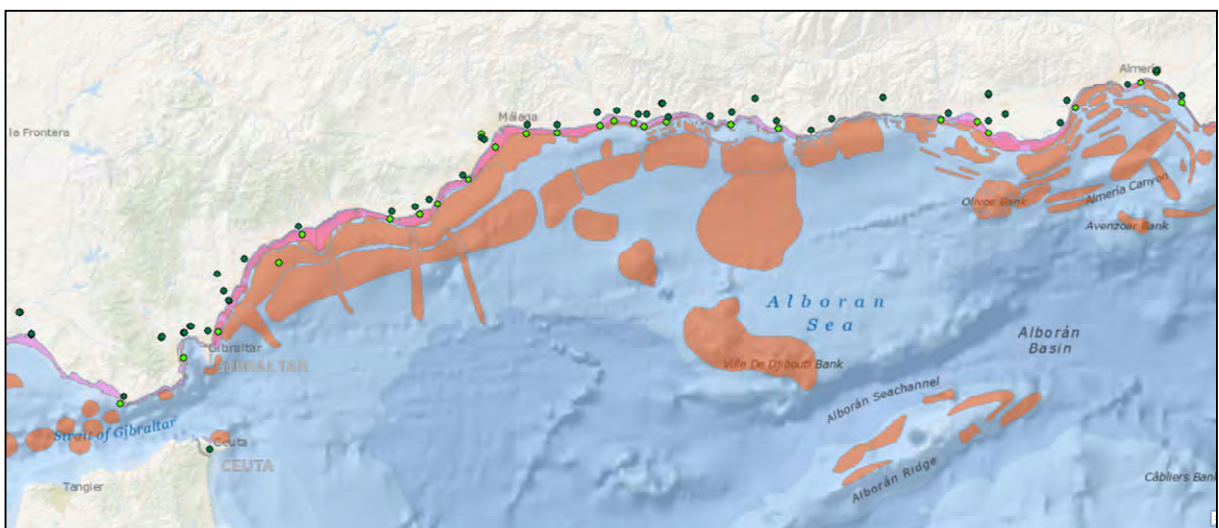 Almería
Málaga
la Frontera
Almería Canyon
Olivos Bank
Avenzoar Bank
Alboran
Sea
Alborán
Basin
Gibraltar
GIBRALTAR
Ville De Djibouti Bank
Alborán Seachannel
Strait of Gibraltar
Ceuta
CEUTA
Alborán Ridge
Câbliers Bank
Tangier